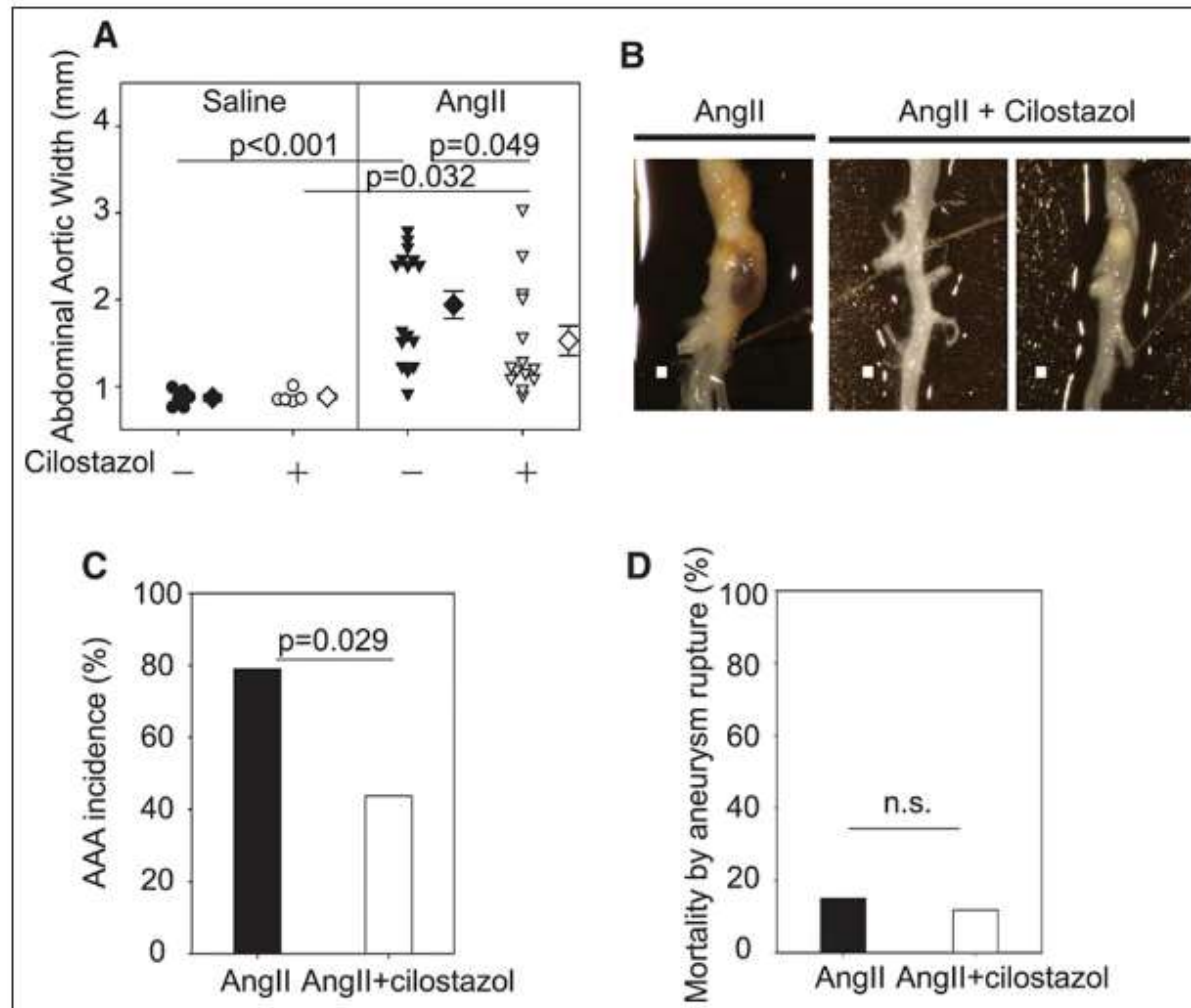 A
Abdominal Aortic Width (mm)
4
3
2
1
Saline
AngII
p<0.001
p=0.049
p=0.032
Cilostazol
− + − +
B
AngII
AngII + Cilostazol
C
AAA incidence (%)
100
80
60
40
20
0
p=0.029
AngII
AngII+cilostazol
D
Mortality by aneurysm rupture (%)
100
80
60
40
20
0
n.s.
AngII
AngII+cilostazol